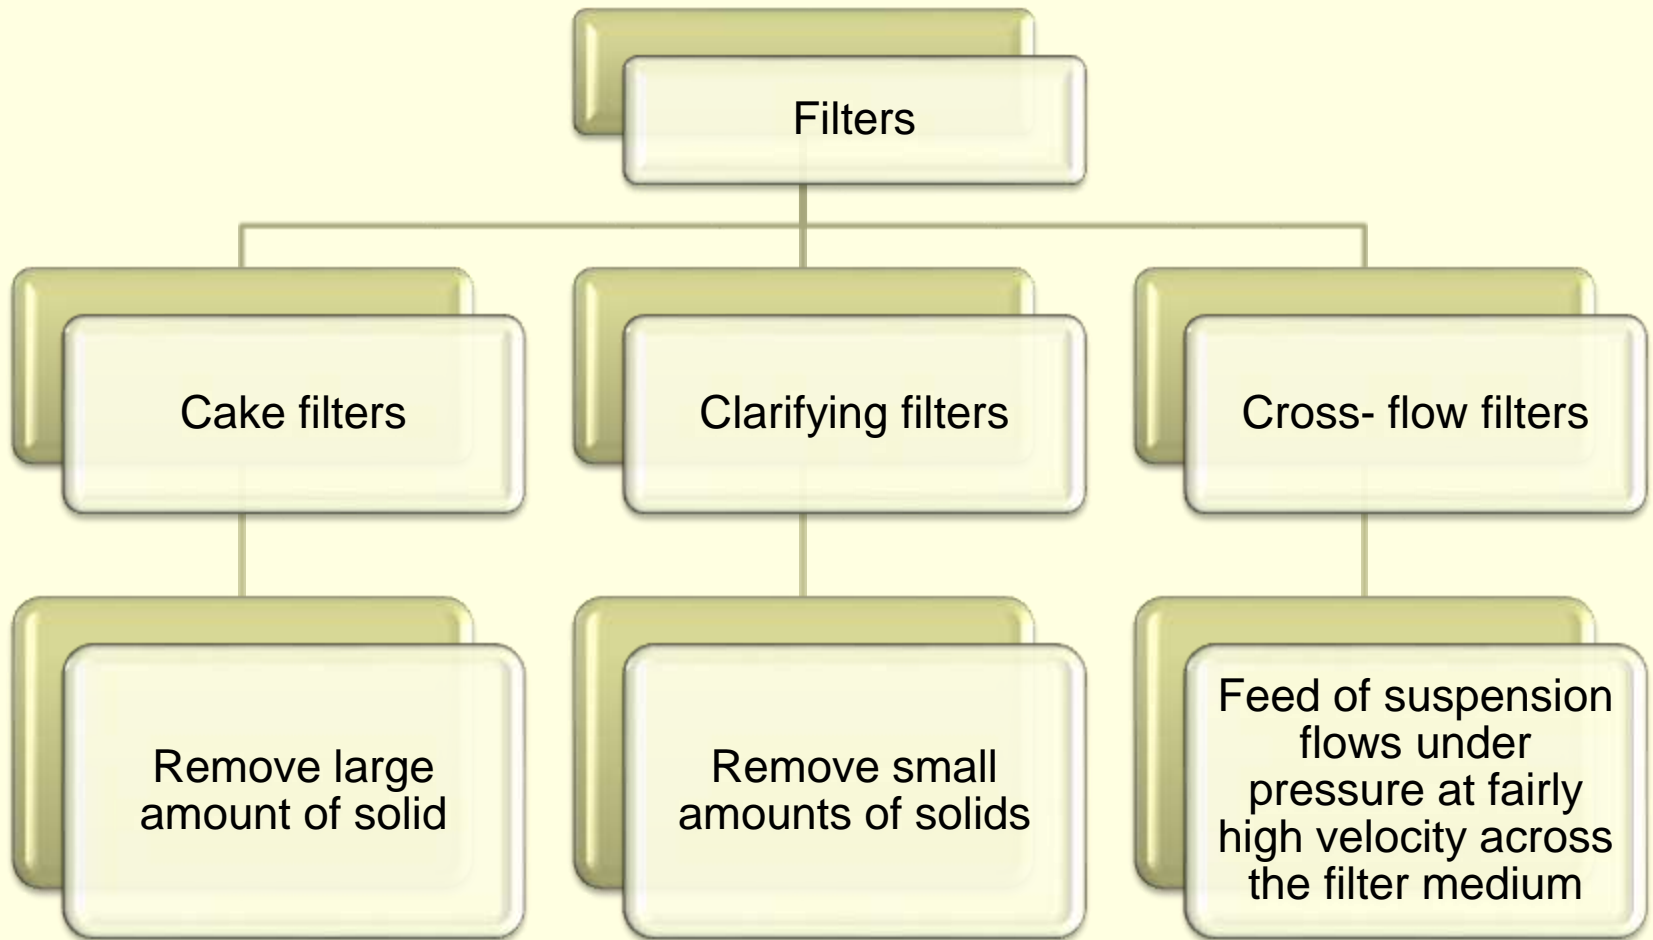 Filters
Cake filters
Clarifying filters
Cross- flow filters
Remove large
amount of solid
Remove small
amounts of solids
Feed of suspension
flows under
pressure at fairly
high velocity across
the filter medium